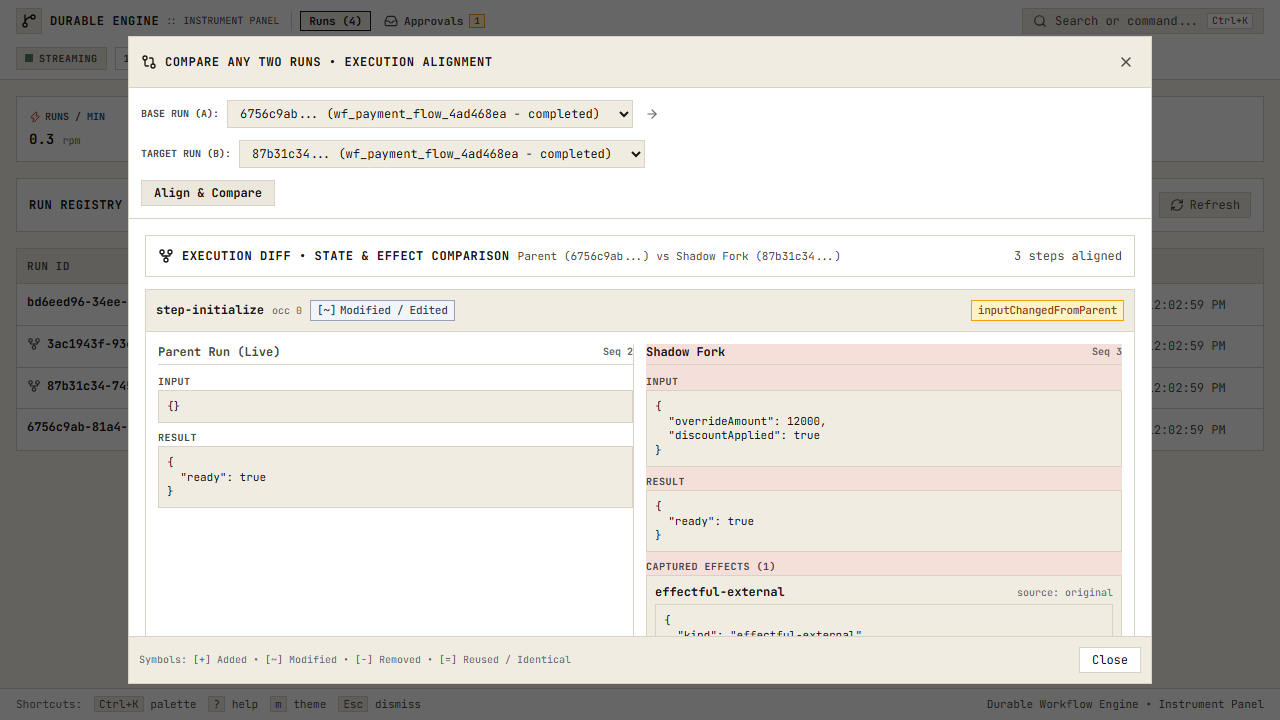 DURABLE ENGINE :: INSTRUMENT PANEL
Runs (4)
Approvals 1
Search or command... Ctrl+K
STREAMING
COMPARE ANY TWO RUNS • EXECUTION ALIGNMENT
BASE RUN (A): 6756c9ab... (wf_payment_flow_4ad468ea - completed) →
TARGET RUN (B): 87b31c34... (wf_payment_flow_4ad468ea - completed)
Align & Compare
RUNS / MIN
0.3 rpm
RUN REGISTRY
Refresh
RUN ID
bd6eed96-34ee-
2:02:59 PM
3ac1943f-93
2:02:59 PM
87b31c34-74
2:02:59 PM
6756c9ab-81a4-
2:02:59 PM
EXECUTION DIFF • STATE & EFFECT COMPARISON Parent (6756c9ab...) vs Shadow Fork (87b31c34...)
3 steps aligned
step-initialize occ 0 [~] Modified / Edited
inputChangedFromParent
Parent Run (Live) Seq 2
INPUT
{}
RESULT
{
"ready": true
}
Shadow Fork Seq 3
INPUT
{
"overrideAmount": 12000,
"discountApplied": true
}
RESULT
{
"ready": true
}
CAPTURED EFFECTS (1)
effectful-external source: original
{
"kind": "effectful-external"
Symbols: [+] Added • [~] Modified • [-] Removed • [=] Reused / Identical
Close
Shortcuts: Ctrl+K palette ? help m theme Esc dismiss
Durable Workflow Engine • Instrument Panel